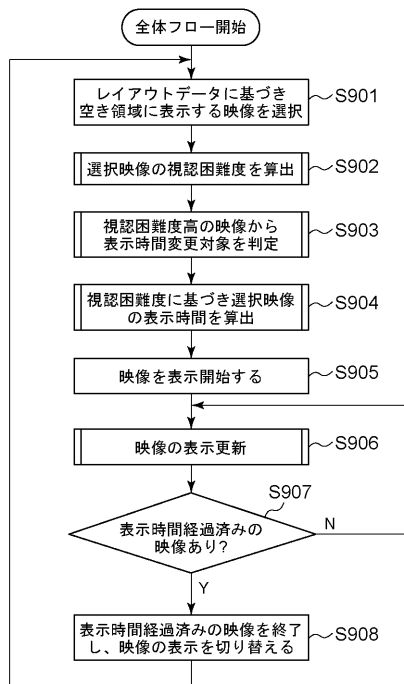 全体フロー開始
レイアウトデータに基づき
空き領域に表示する映像を選択
S901
選択映像の視認困難度を算出
S902
視認困難度高の映像から
表示時間変更対象を判定
S903
視認困難度に基づき選択映像
の表示時間を算出
S904
映像を表示開始する
S905
映像の表示更新
S906
S907
表示時間経過済みの
映像あり?
N
Y
表示時間経過済みの映像を終了
し、映像の表示を切り替える
S908